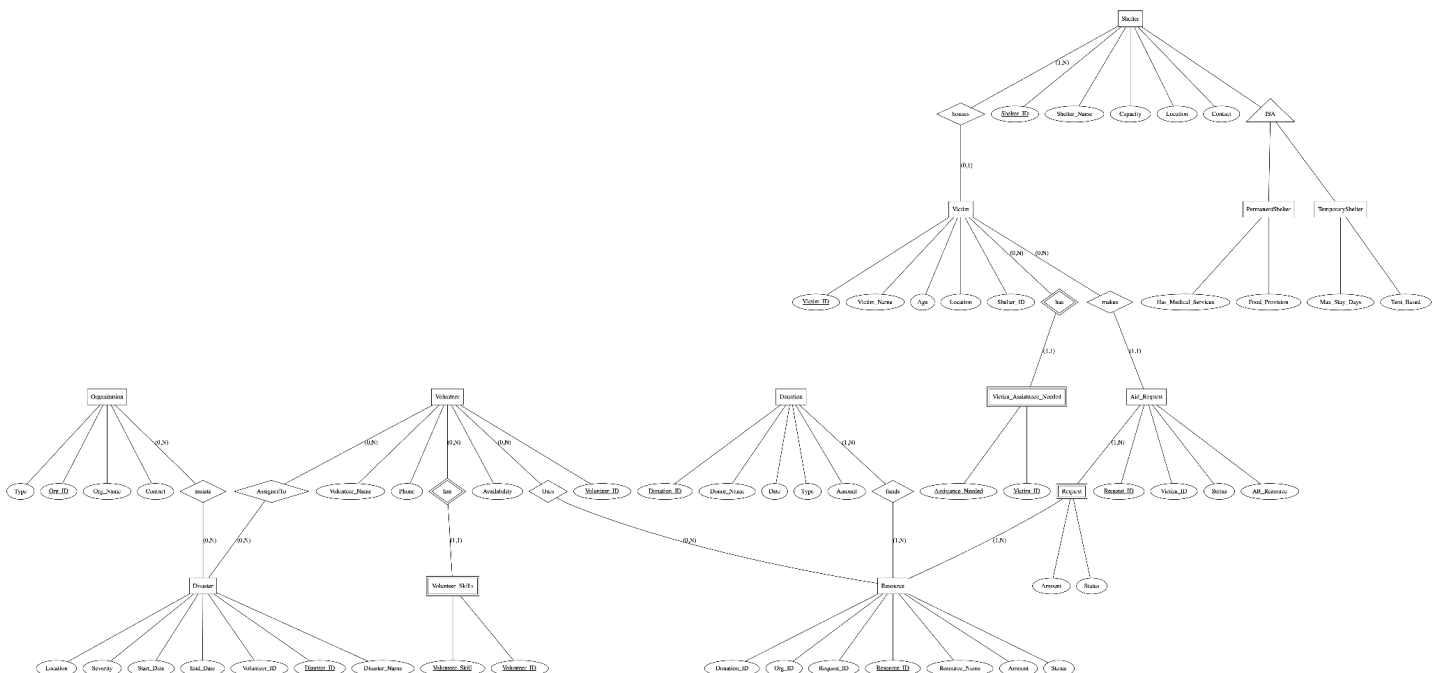 Shelter
(1,N)
houses
Shelter_ID
Shelter_Name
Capacity
Location
Contact
ISA
(0,1)
Victim
PermanentShelter
TemporaryShelter
(0,N)
(0,N)
Victim_ID
Victim_Name
Age
Location
Shelter_ID
has
makes
Has_Medical_Services
Food_Provision
Max_Stay_Days
Tent_Based
(1,1)
(1,1)
Organization
Volunteer
Donation
Victim_Assistance_Needed
Aid_Request
(0,N)
(0,N)
(0,N)
(0,N)
(1,N)
(1,N)
Type
Org_ID
Org_Name
Contact
assists
AssignedTo
Volunteer_Name
Phone
has
Availability
Uses
Volunteer_ID
Donation_ID
Donor_Name
Date
Type
Amount
funds
Assistance_Needed
Victim_ID
Request
Request_ID
Victim_ID
Status
(0,N)
(0,N)
(1,1)
(0,N)
(1,N)
(1,N)
Disaster
Volunteer_Skills
Resource
Amount
Status
Location
Severity
Start_Date
End_Date
Volunteer_ID
Disaster_ID
Disaster_Name
Volunteer_Skill
Volunteer_ID
Donation_ID
Org_ID
Request_ID
Resource_ID
Resource_Name
Amount
Status